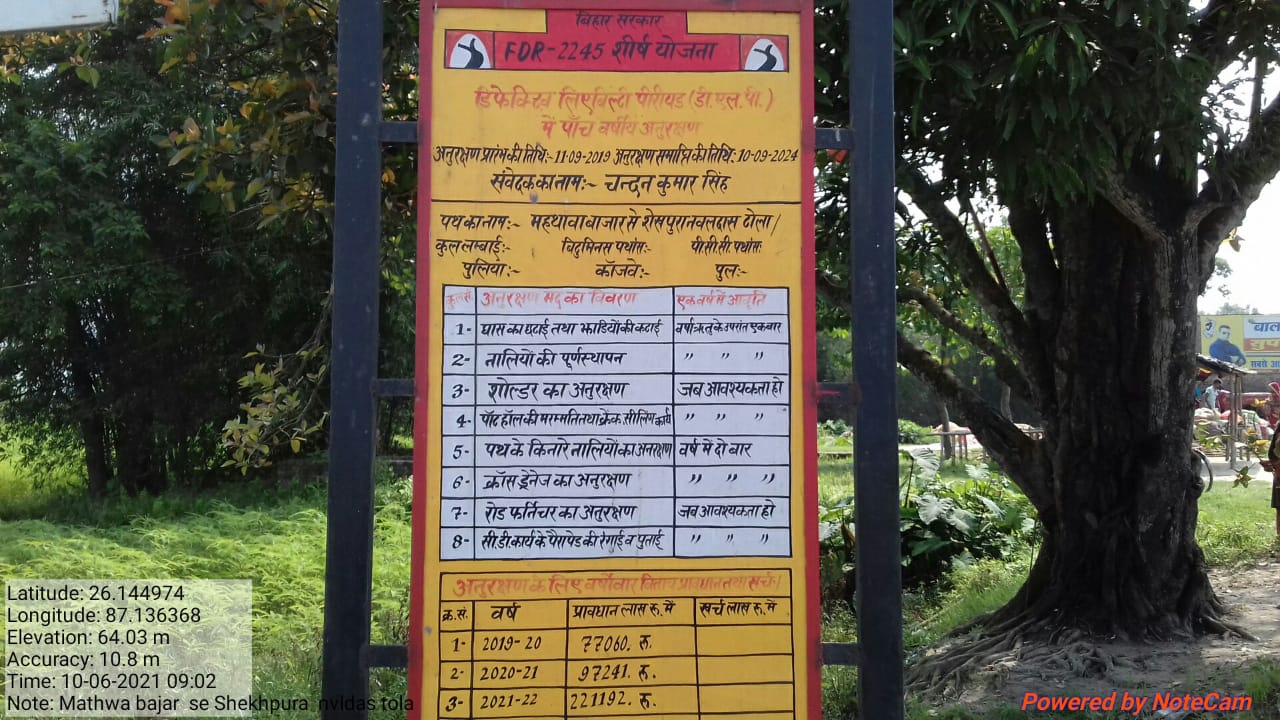 बिहार सरकार
FDR-2245 शीर्ष योजना
डिफेक्टिव लिएविल्टी पीरीयड (डी.एल.पी.)
में पाँच वर्षीय अनुरक्षण
अनुरक्षण प्रारंम की तिथि:- 11-09-2019 अनुरक्षण समाप्ति की तिथि: 10-09-2024
संवेदक का नाम:- चन्दन कुमार सिंह
पथ का नाम:- महथावा बाजार से शेखपुरा नवलदास टोला।
कुल लम्बाई:- विटुमिनस पथांस:- पी.सी.सी. पथांस:
पुलिया:- कॉजवे:- पुल:-
अनुरक्षण मद का विवरण एक वर्ष में आवृति
1- घास का छटाई तथा झाडियों की कटाई वर्षा ऋतु के उपरांत एक बार
2- नालियों की पूर्णस्थापन " " "
3- शोल्डर का अनुरक्षण जब आवश्यकता हो
4- पॉट हॉल की मरम्मति तथा क्रेक सीलिंग कार्य " " "
5- पथ के किनारे नालियों का अनुरक्षण वर्ष में दो बार
6- क्रॉस ड्रेनेज का अनुरक्षण " " "
7- रोड फर्निचर का अनुरक्षण जब आवश्यकता हो
8- सी.डी. कार्य के पैरापेड की रंगाई व पुताई " " "
अनुरक्षण के लिए वर्षवार वितीय प्रावधान तथा खर्च।
क्र.सं. वर्ष प्रावधान लाख रु. में खर्च लाख रु. में
1- 2019-20 77060. रु.
2- 2020-21 97241. रु.
3- 2021-22 221192. रु.
Latitude: 26.144974
Longitude: 87.136368
Elevation: 64.03 m
Accuracy: 10.8 m
Time: 10-06-2021 09:02
Note: Mathwa bajar se Shekhpura nvldas tola
Powered by NoteCam